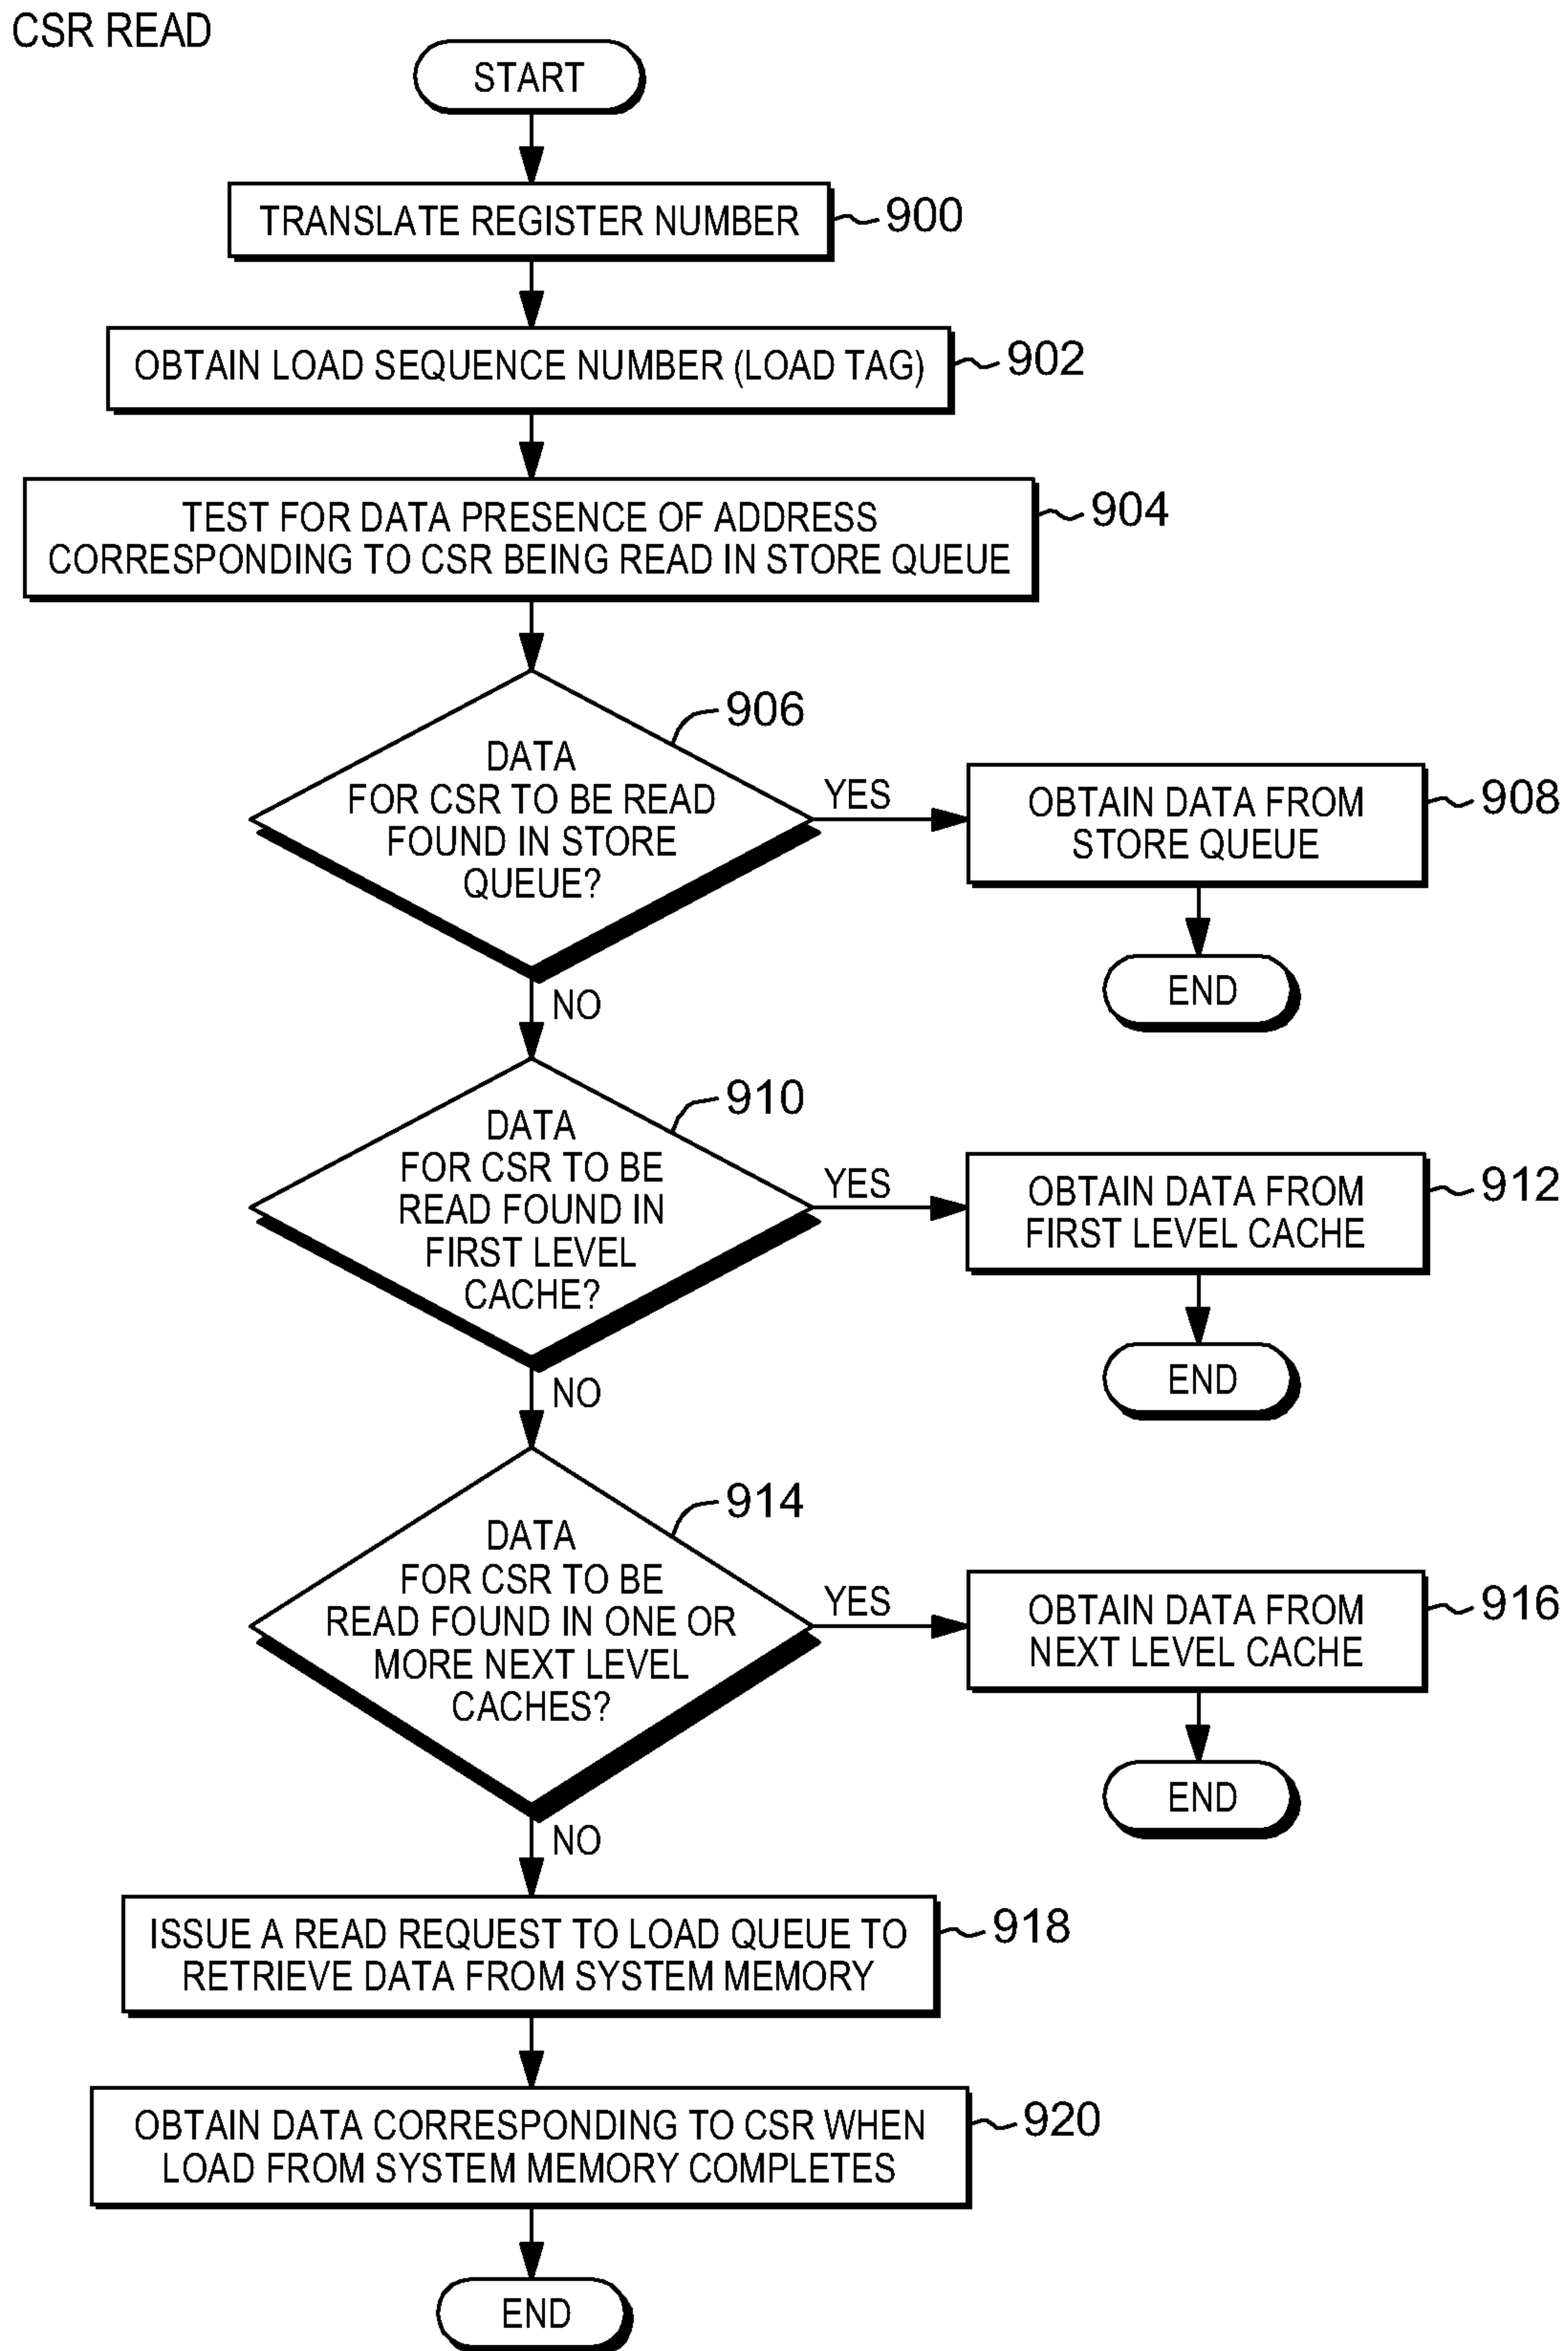 CSR READ
START
TRANSLATE REGISTER NUMBER
900
OBTAIN LOAD SEQUENCE NUMBER (LOAD TAG)
902
TEST FOR DATA PRESENCE OF ADDRESS
CORRESPONDING TO CSR BEING READ IN STORE QUEUE
904
DATA
FOR CSR TO BE READ
FOUND IN STORE
QUEUE?
906
YES
OBTAIN DATA FROM
STORE QUEUE
908
END
NO
DATA
FOR CSR TO BE
READ FOUND IN
FIRST LEVEL
CACHE?
910
YES
OBTAIN DATA FROM
FIRST LEVEL CACHE
912
END
NO
DATA
FOR CSR TO BE
READ FOUND IN ONE OR
MORE NEXT LEVEL
CACHES?
914
YES
OBTAIN DATA FROM
NEXT LEVEL CACHE
916
END
NO
ISSUE A READ REQUEST TO LOAD QUEUE TO
RETRIEVE DATA FROM SYSTEM MEMORY
918
OBTAIN DATA CORRESPONDING TO CSR WHEN
LOAD FROM SYSTEM MEMORY COMPLETES
920
END